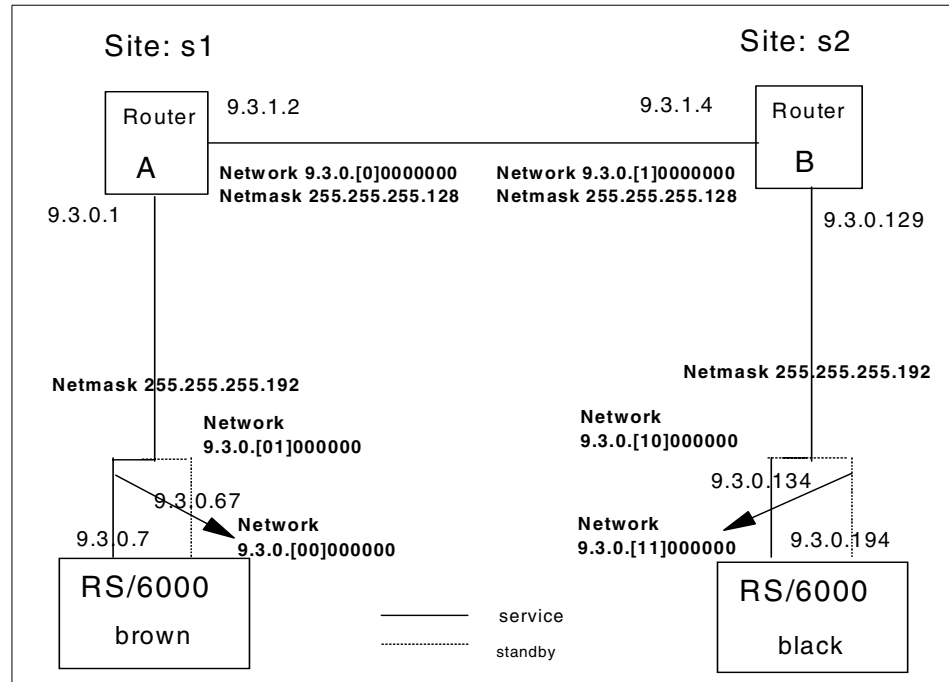 Site: s1
Site: s2
Router
A
9.3.1.2
9.3.1.4
Router
B
Network 9.3.0.[0]0000000
Netmask 255.255.255.128
Network 9.3.0.[1]0000000
Netmask 255.255.255.128
9.3.0.1
9.3.0.129
Netmask 255.255.255.192
Netmask 255.255.255.192
Network
9.3.0.[01]000000
Network
9.3.0.[10]000000
9.3.0.67
9.3.0.134
9.3.0.7
Network
9.3.0.[00]000000
Network
9.3.0.[11]000000
9.3.0.194
RS/6000
brown
service
standby
RS/6000
black